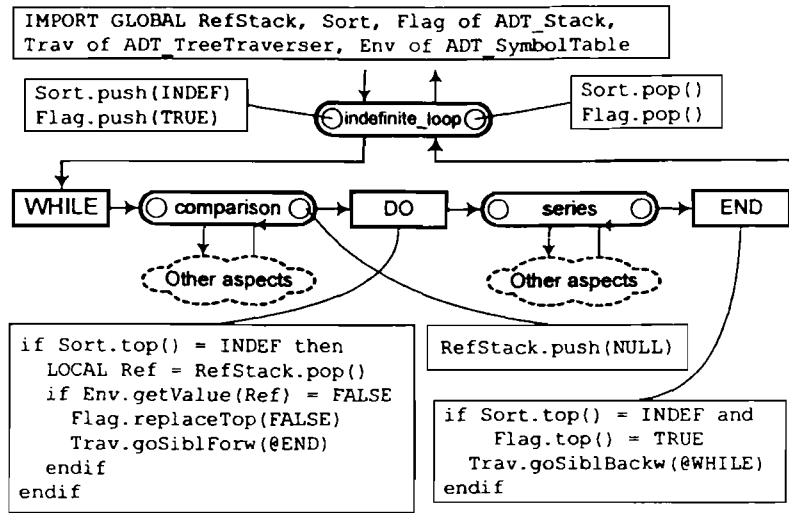 IMPORT GLOBAL RefStack, Sort, Flag of ADT_Stack,
Trav of ADT_TreeTraverser, Env of ADT_SymbolTable
Sort.push(INDEF)
Flag.push(TRUE)
indefinite_loop
Sort.pop()
Flag.pop()
WHILE
comparison
DO
series
END
Other aspects
Other aspects
if Sort.top() = INDEF then
LOCAL Ref = RefStack.pop()
if Env.getValue(Ref) = FALSE
Flag.replaceTop(FALSE)
Trav.goSiblForw(@END)
endif
endif
RefStack.push(NULL)
if Sort.top() = INDEF and
Flag.top() = TRUE
Trav.goSiblBackw(@WHILE)
endif